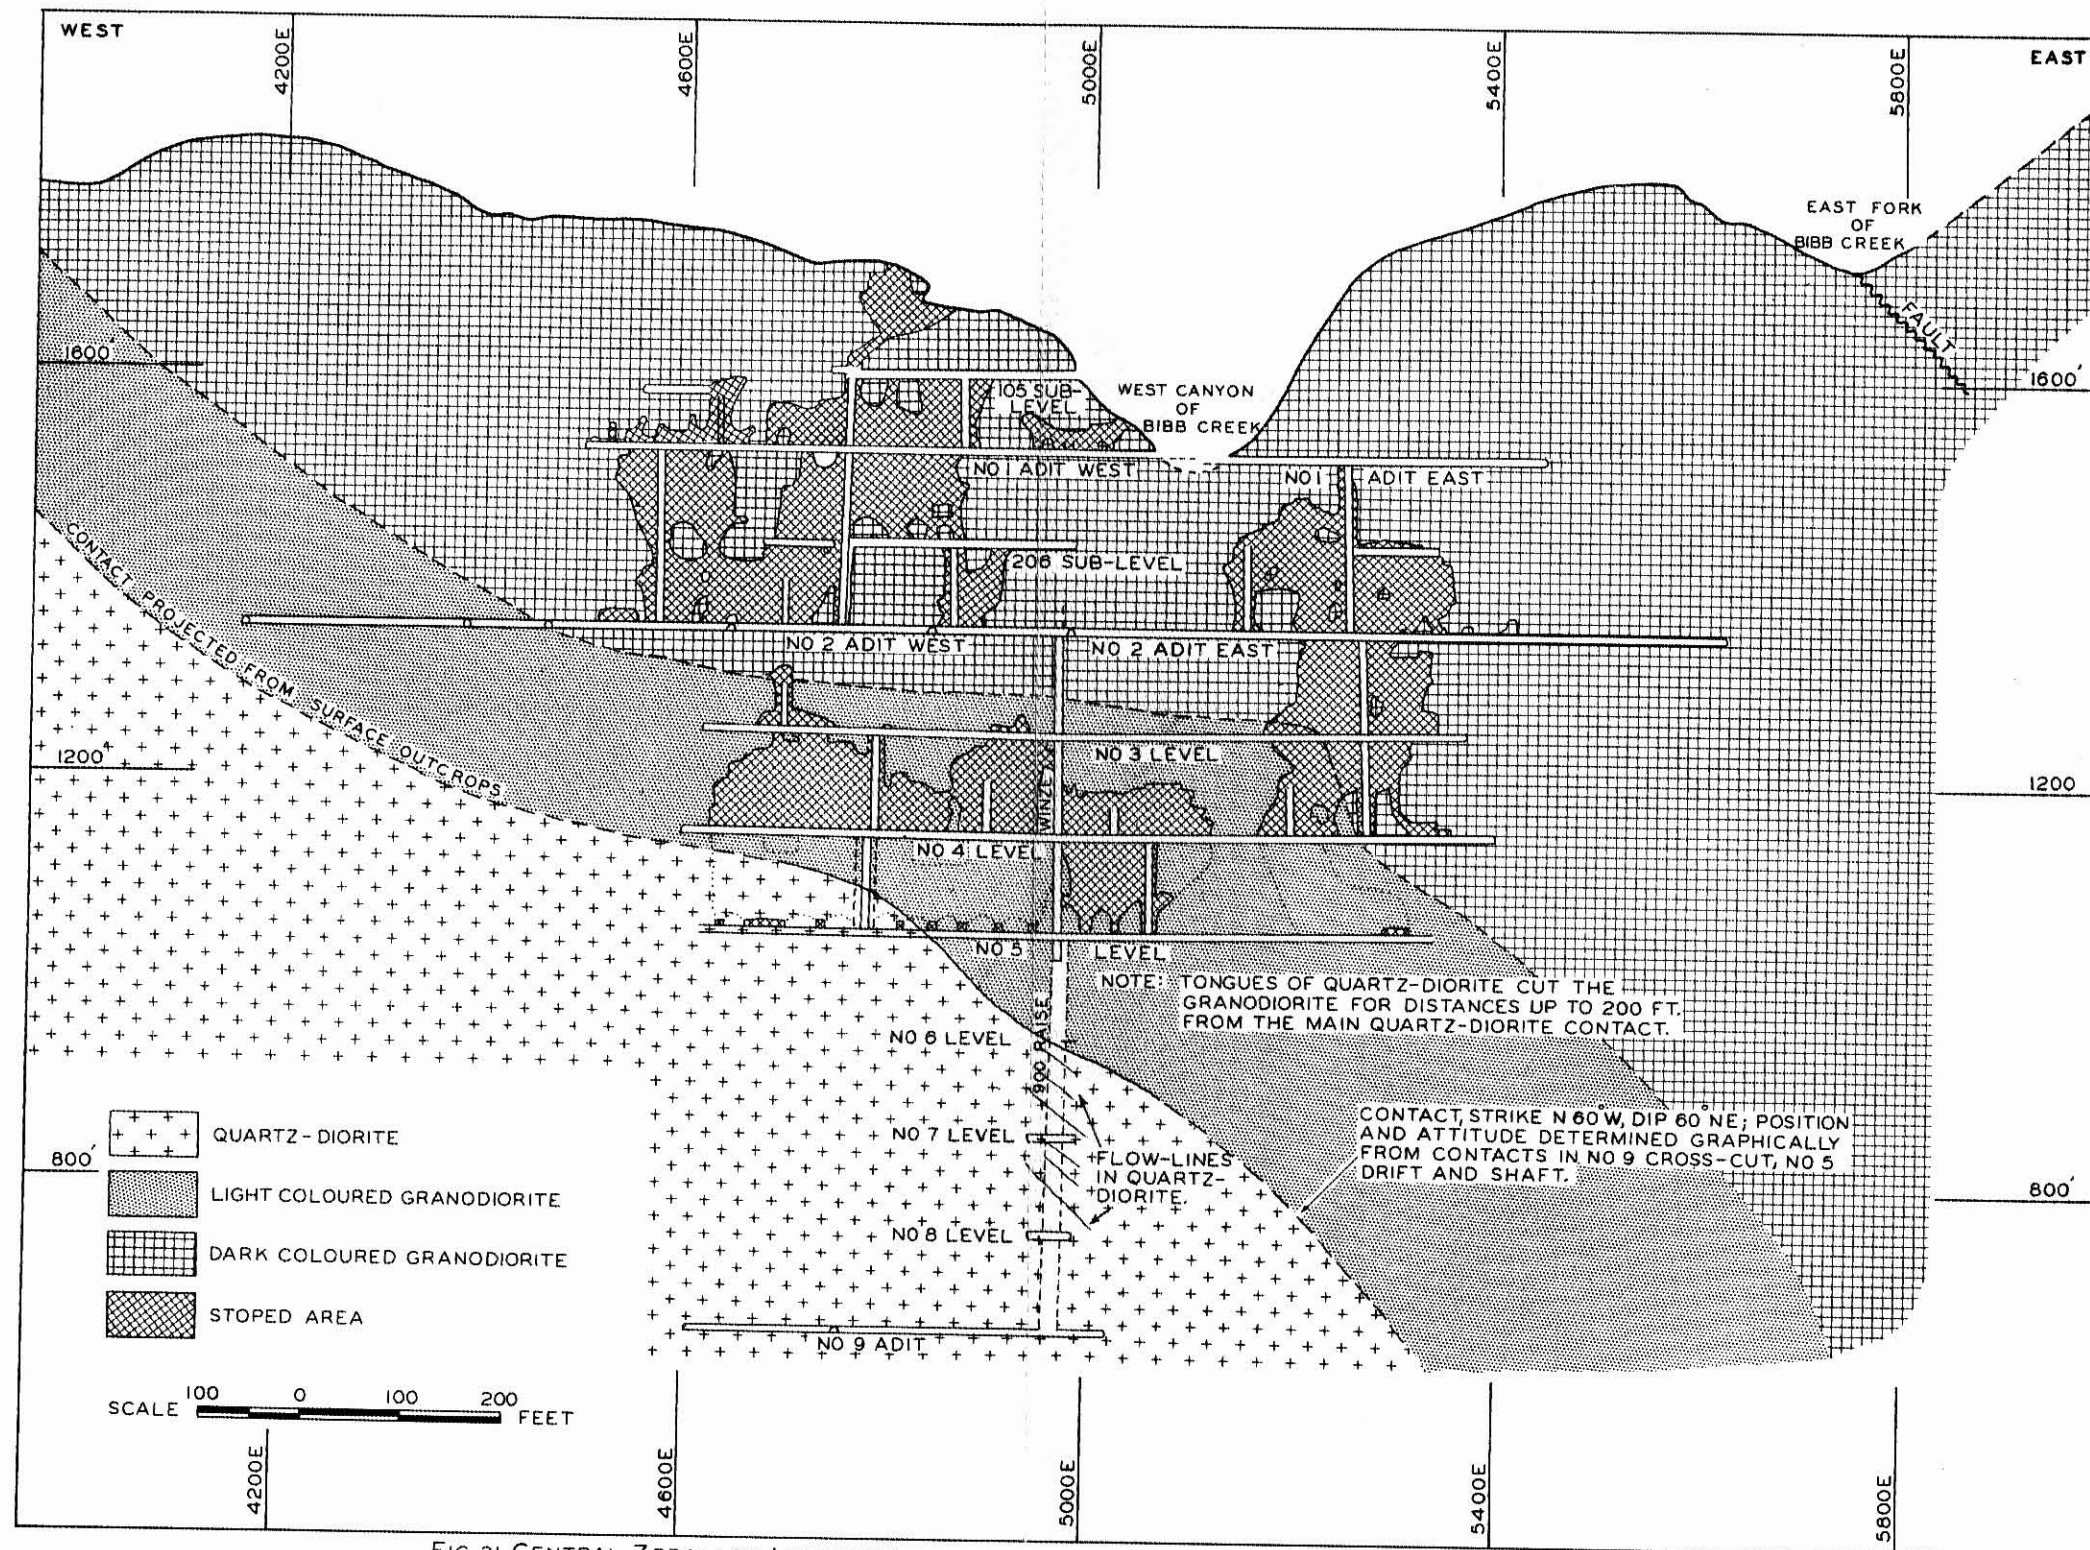 WEST
4200E
4600E
5000E
5400E
5800E
EAST
EAST FORK
OF
BIBB CREEK
FAULT
1600'
1600'
105 SUB-
LEVEL
WEST CANYON
OF
BIBB CREEK
NO 1 ADIT WEST
NO 1 ADIT EAST
206 SUB-LEVEL
CONTACT PROJECTED FROM SURFACE OUTCROPS
NO 2 ADIT WEST
NO 2 ADIT EAST
1200'
NO 3 LEVEL
1200
WINZE
NO 4 LEVEL
NO 5 LEVEL
NOTE: TONGUES OF QUARTZ-DIORITE CUT THE
GRANODIORITE FOR DISTANCES UP TO 200 FT.
FROM THE MAIN QUARTZ-DIORITE CONTACT.
NO 6 LEVEL
900 RAISE
CONTACT, STRIKE N 60°W, DIP 60°NE; POSITION
AND ATTITUDE DETERMINED GRAPHICALLY
FROM CONTACTS IN NO 9 CROSS-CUT, NO 5
DRIFT AND SHAFT.
NO 7 LEVEL
FLOW-LINES
IN QUARTZ-
DIORITE.
800'
800'
NO 8 LEVEL
QUARTZ-DIORITE
LIGHT COLOURED GRANODIORITE
DARK COLOURED GRANODIORITE
STOPED AREA
NO 9 ADIT
SCALE 100 0 100 200 FEET
4200E
4600E
5000E
5400E
5800E
FIG. 21 CENTRAL